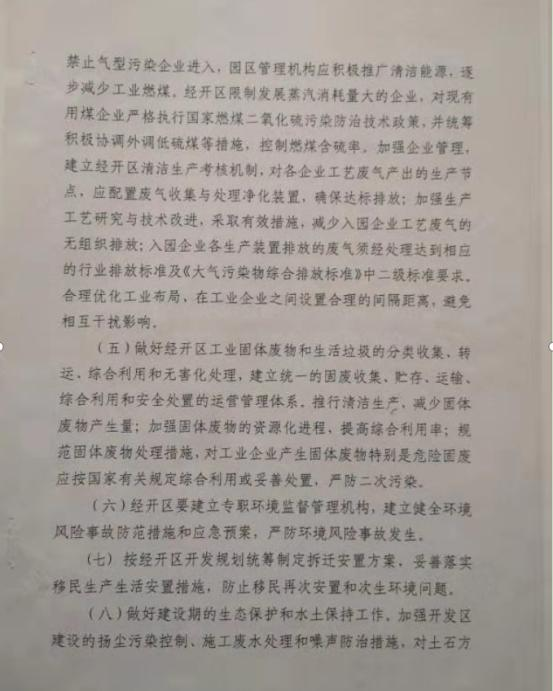 禁止气型污染企业进入，园区管理机构应积极推广清洁能源，逐
步减少工业燃煤。经开区限制发展蒸汽消耗量大的企业，对现有
用煤企业严格执行国家燃煤二氧化硫污染防治技术政策，并统筹
积极协调外调低硫煤等措施，控制燃煤含硫率。加强企业管理，
建立经开区清洁生产考核机制，对各企业工艺废气产出的生产节
点，应配置废气收集与处理净化装置，确保达标排放；加强生产
工艺研究与技术改进，采取有效措施，减少入园企业工艺废气的
无组织排放；入园企业各生产装置排放的废气须经处理达到相应
的行业排放标准及《大气污染物综合排放标准》中二级标准要求。
合理优化工业布局、在工业企业之间设置合理的间隔距离，避免
相互干扰影响。
（五）做好经开区工业固体废物和生活垃圾的分类收集、转
运、综合利用和无害化处理，建立统一的固废收集、贮存、运输、
综合利用和安全处置的运营管理体系。推行清洁生产，减少固体
废物产生量；加强固体废物的资源化进程，提高综合利用率；规
范固体废物处理措施，对工业企业产生固体废物特别是危险固废
应按国家有关规定综合利用或妥善处置，严防二次污染。
（六）经开区要建立专职环境监督管理机构，建立健全环境
风险事故防范措施和应急预案，严防环境风险事故发生。
（七）按经开区开发规划统筹制定拆迁安置方案，妥善落实
移民生产生活安置措施，防止移民再次安置和次生环境问题。
（八）做好建设期的生态保护和水土保持工作。加强开发区
建设的扬尘污染控制、施工废水处理和噪声防治措施，对土石方